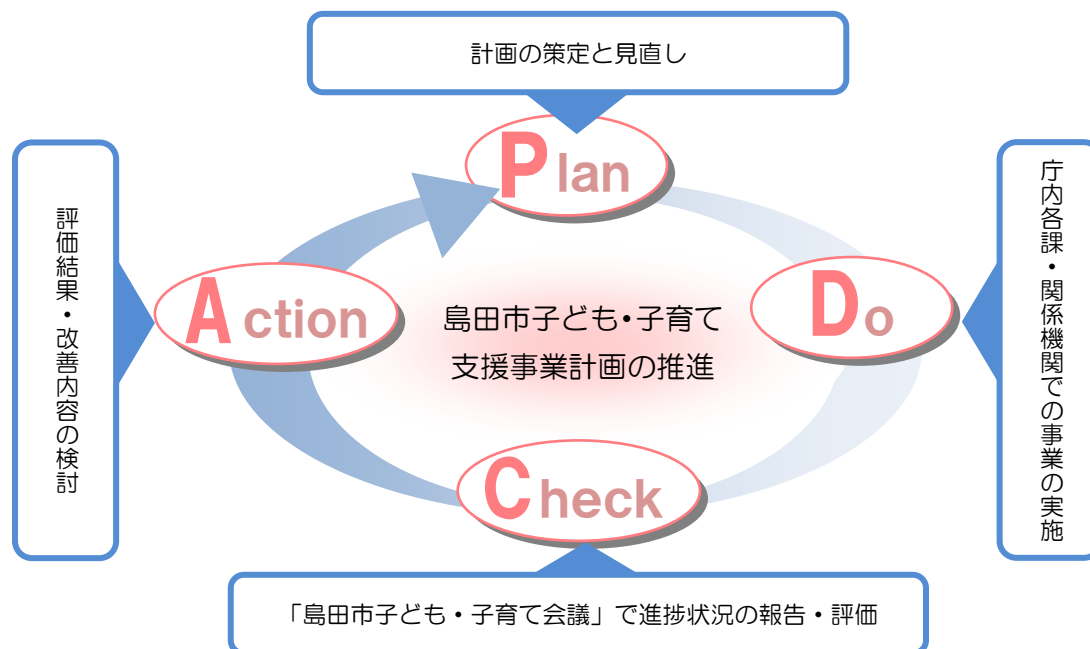 計画の策定と見直し
Plan
庁内各課・関係機関での事業の実施
Do
島田市子ども・子育て
支援事業計画の推進
評価結果・改善内容の検討
Action
Check
「島田市子ども・子育て会議」で進捗状況の報告・評価